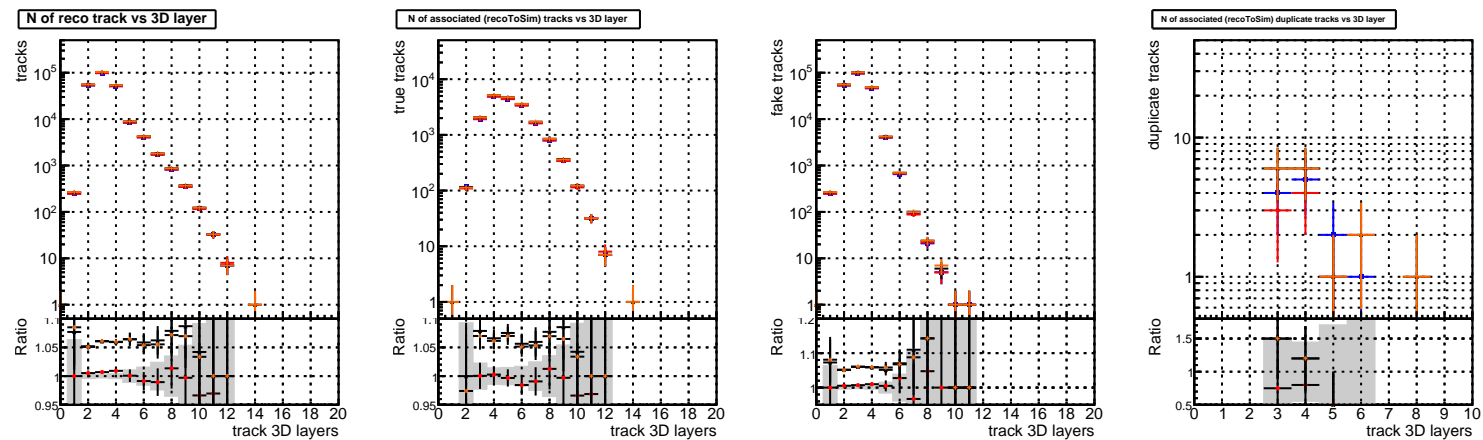 N of reco track vs 3D layer
tracks
10^5
10^4
10^3
10^2
10
1
Ratio
1.1
1.05
1
0.95
0 2 4 6 8 10 12 14 16 18 20
track 3D layers
N of associated (recoToSim) tracks vs 3D layer
true tracks
10^4
10^3
10^2
10
1
Ratio
1.1
1.05
1
0.95
0 2 4 6 8 10 12 14 16 18 20
track 3D layers
fake tracks
10^5
10^4
10^3
10^2
10
1
Ratio
1.2
1.1
1
0 2 4 6 8 10 12 14 16 18 20
track 3D layers
N of associated (recoToSim) duplicate tracks vs 3D layer
duplicate tracks
10
1
Ratio
1.5
1
0.5
0 1 2 3 4 5 6 7 8 9 10
track 3D layers